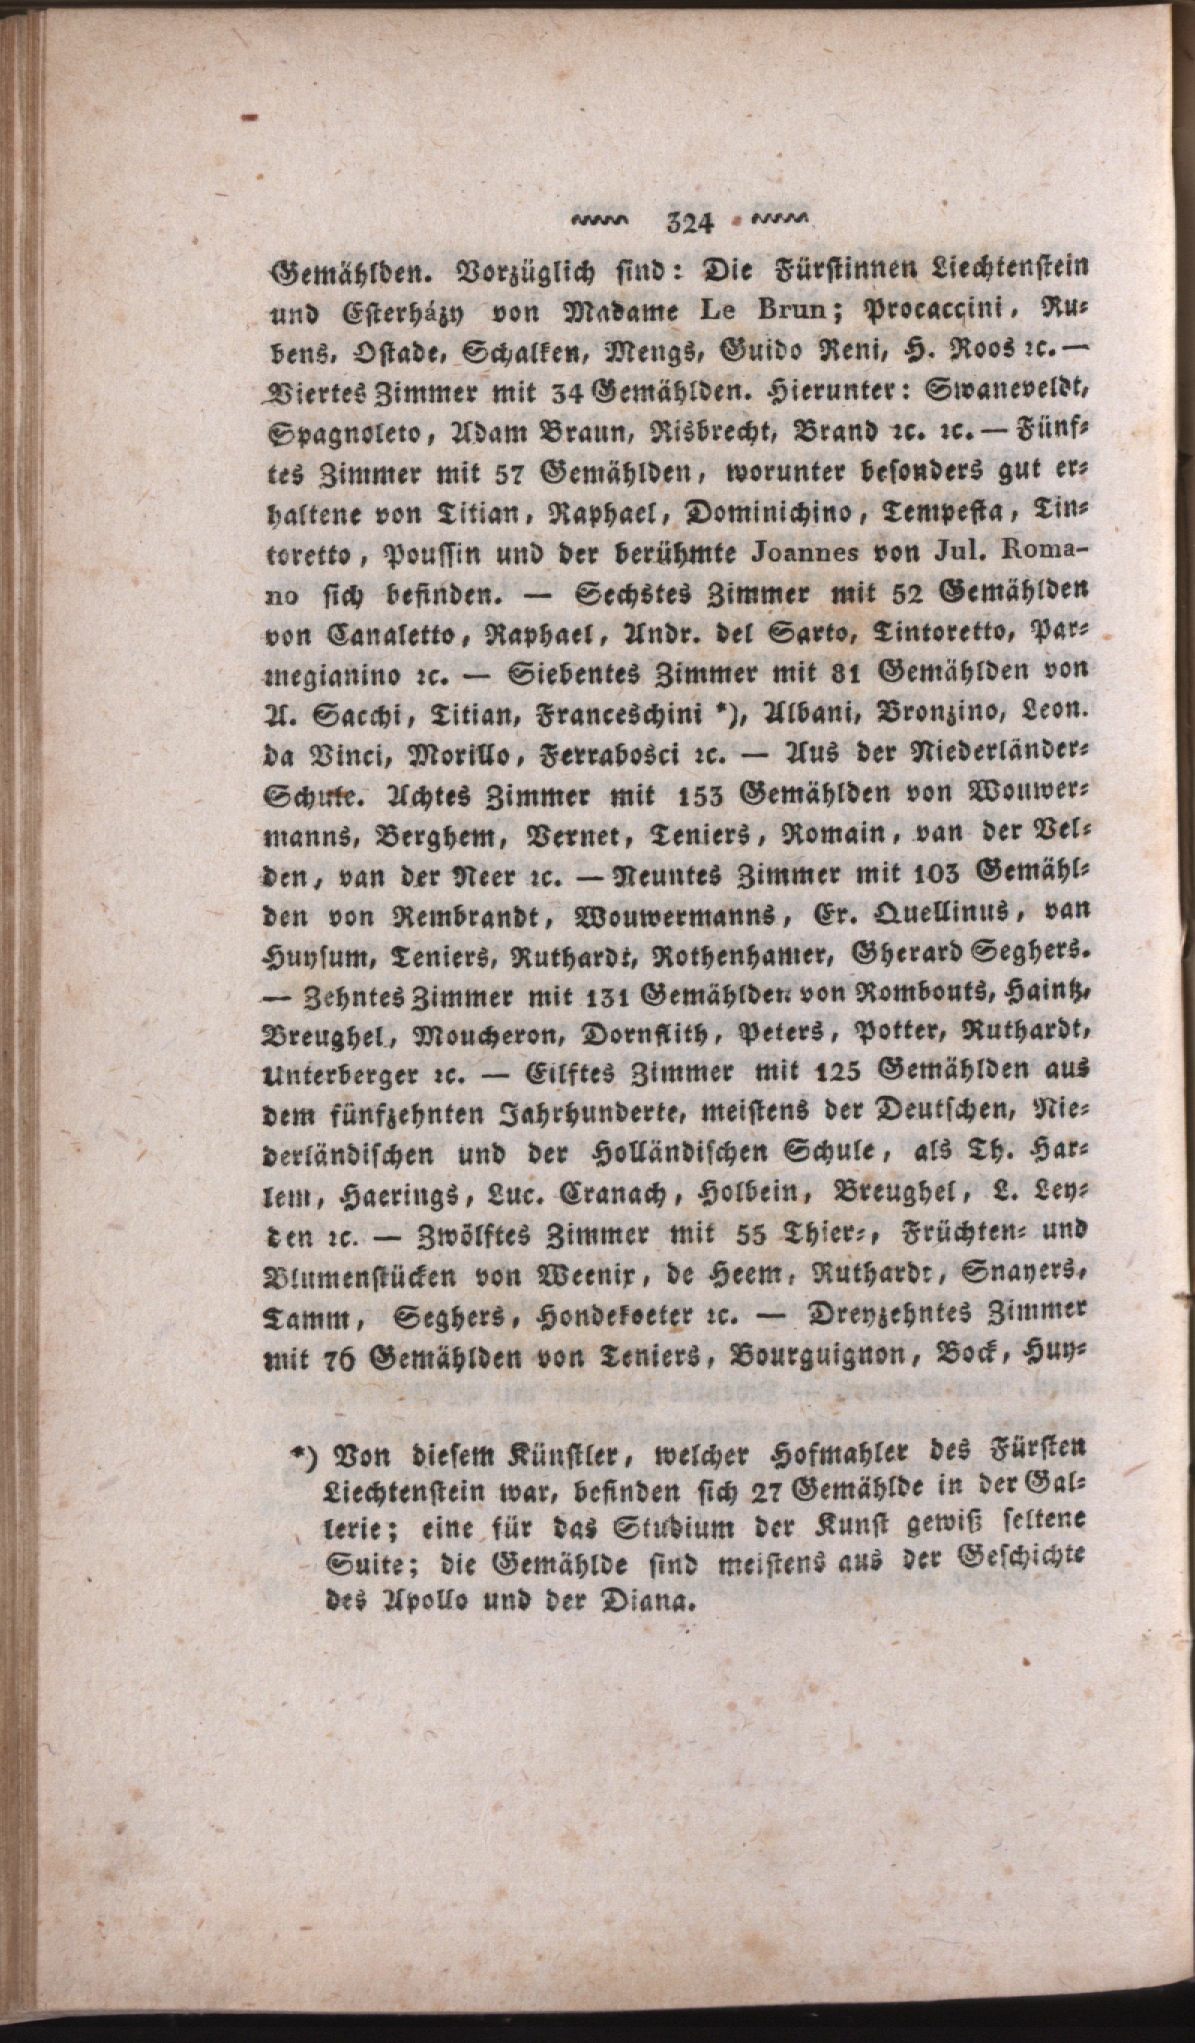 324
Gemählden. Vorzüglich sind: Die Fürstinnen Liechtenstein
und Esterházy von Madame Le Brun; Procaccini, Ru-
bens, Ostade, Schalken, Mengs, Guido Reni, H. Roos ꝛc. —
Viertes Zimmer mit 34 Gemählden. Hierunter: Swaneveldt,
Spagnoleto, Adam Braun, Risbrecht, Brand ꝛc. ꝛc. — Fünf-
tes Zimmer mit 57 Gemählden, worunter besonders gut er-
haltene von Titian, Raphael, Dominichino, Tempesta, Tin-
toretto, Poussin und der berühmte Joannes von Jul. Roma-
no sich befinden. — Sechstes Zimmer mit 52 Gemählden
von Canaletto, Raphael, Andr. del Sarto, Tintoretto, Par-
megianino ꝛc. — Siebentes Zimmer mit 81 Gemählden von
A. Sacchi, Titian, Franceschini *), Albani, Bronzino, Leon.
da Vinci, Morillo, Ferrabosci ꝛc. — Aus der Niederländer-
Schule. Achtes Zimmer mit 153 Gemählden von Wouwer-
manns, Berghem, Vernet, Teniers, Romain, van der Vel-
den, van der Neer ꝛc. — Neuntes Zimmer mit 103 Gemähl-
den von Rembrandt, Wouwermanns, Er. Quellinus, van
Huysum, Teniers, Ruthardt, Rothenhamer, Gherard Seghers.
— Zehntes Zimmer mit 131 Gemählden von Rombouts, Haintz,
Breughel, Moucheron, Dornflith, Peters, Potter, Ruthardt,
Unterberger ꝛc. — Eilftes Zimmer mit 125 Gemählden aus
dem fünfzehnten Jahrhunderte, meistens der Deutschen, Nie-
derländischen und der Holländischen Schule, als Th. Har-
lem, Haerings, Luc. Cranach, Holbein, Breughel, L. Ley-
den ꝛc. — Zwölftes Zimmer mit 55 Thier-, Früchten- und
Blumenstücken von Weenix, de Heem, Ruthardt, Snayers,
Tamm, Seghers, Hondekoeter ꝛc. — Dreyzehntes Zimmer
mit 76 Gemählden von Teniers, Bourguignon, Bock, Huy-
*) Von diesem Künstler, welcher Hofmahler des Fürsten
Liechtenstein war, befinden sich 27 Gemählde in der Gal-
lerie; eine für das Studium der Kunst gewiß seltene
Suite; die Gemählde sind meistens aus der Geschichte
des Apollo und der Diana.